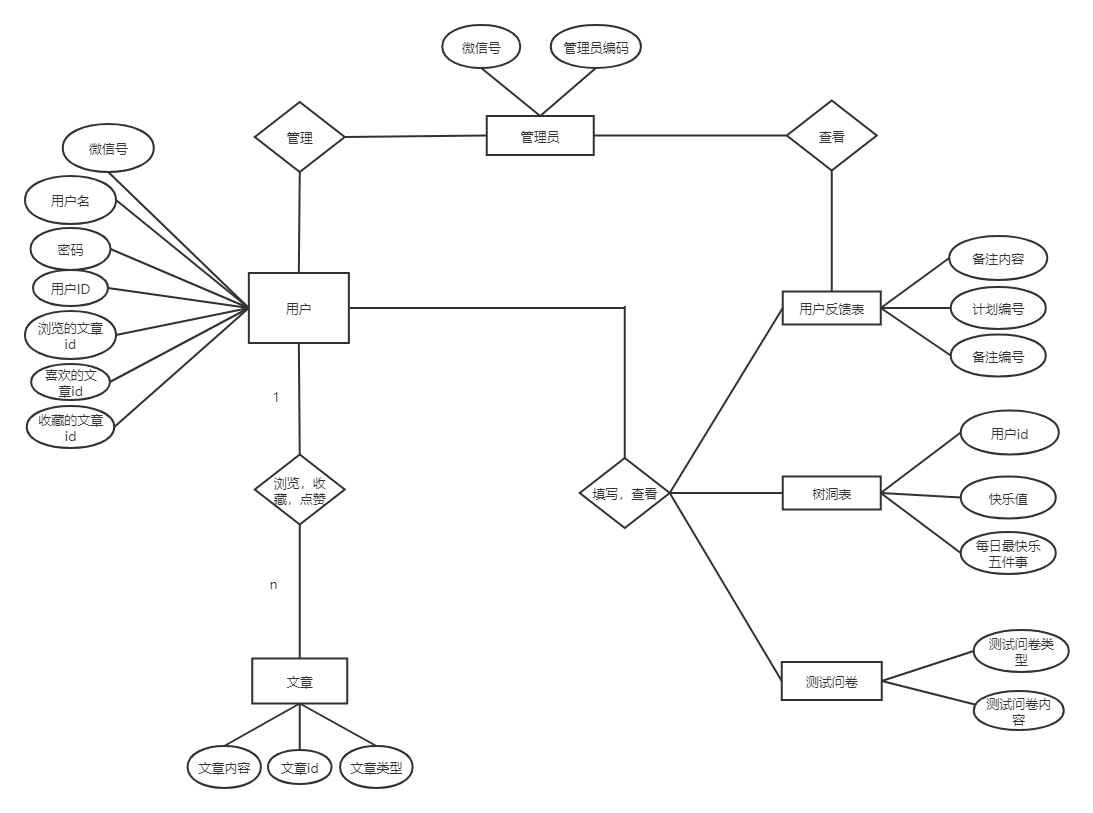 微信号
管理员编码
管理
管理员
查看
微信号
用户名
密码
用户ID
浏览的文章
id
喜欢的文
章id
收藏的文章
id
用户
用户反馈表
备注内容
计划编号
备注编号
1
浏览，收
藏，点赞
填写，查看
树洞表
用户id
快乐值
每日最快乐
五件事
n
文章
测试问卷
测试问卷类
型
测试问卷内
容
文章内容
文章id
文章类型